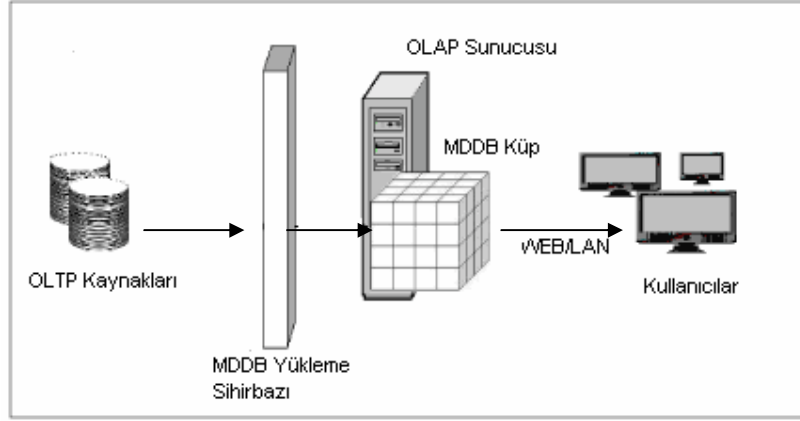 OLAP Sunucusu
MDDB Küp
OLTP Kaynakları
WEB/LAN
Kullanıcılar
MDDB Yükleme
Sihirbazı